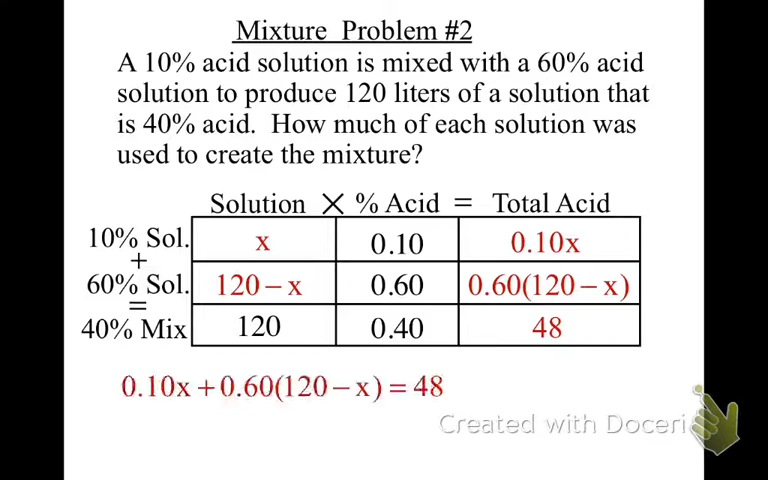 Mixture Problem #2
A 10% acid solution is mixed with a 60% acid
solution to produce 120 liters of a solution that
is 40% acid. How much of each solution was
used to create the mixture?
Solution × % Acid = Total Acid
10% Sol. x 0.10 0.10x
+
60% Sol. 120 − x 0.60 0.60(120 − x)
=
40% Mix 120 0.40 48
0.10x + 0.60(120 − x) = 48
Created with Doceri